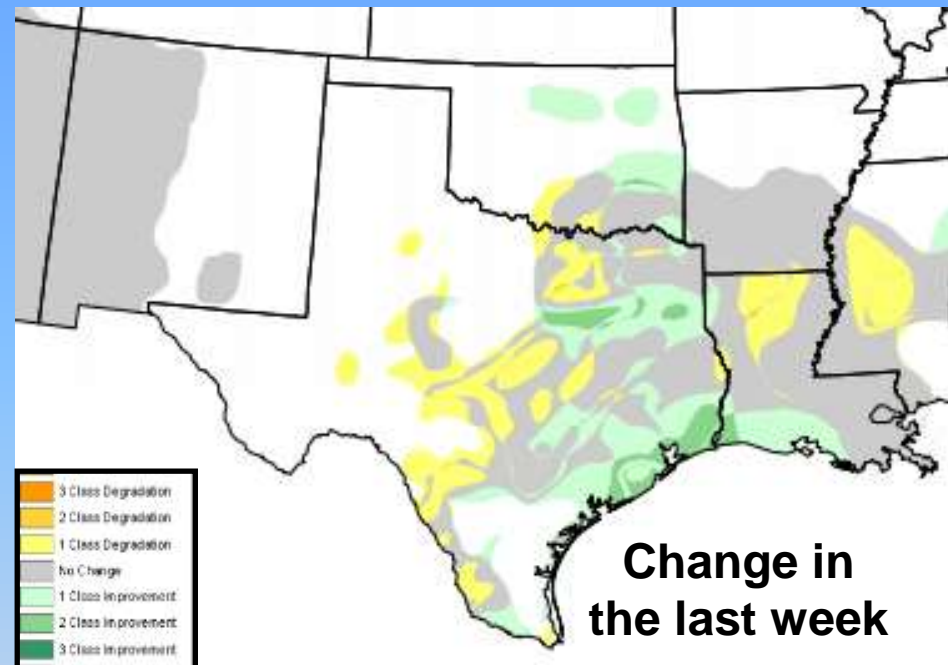 3 Class Degradation
2 Class Degradation
1 Class Degradation
No Change
1 Class Improvement
2 Class Improvement
3 Class Improvement
Change in
the last week